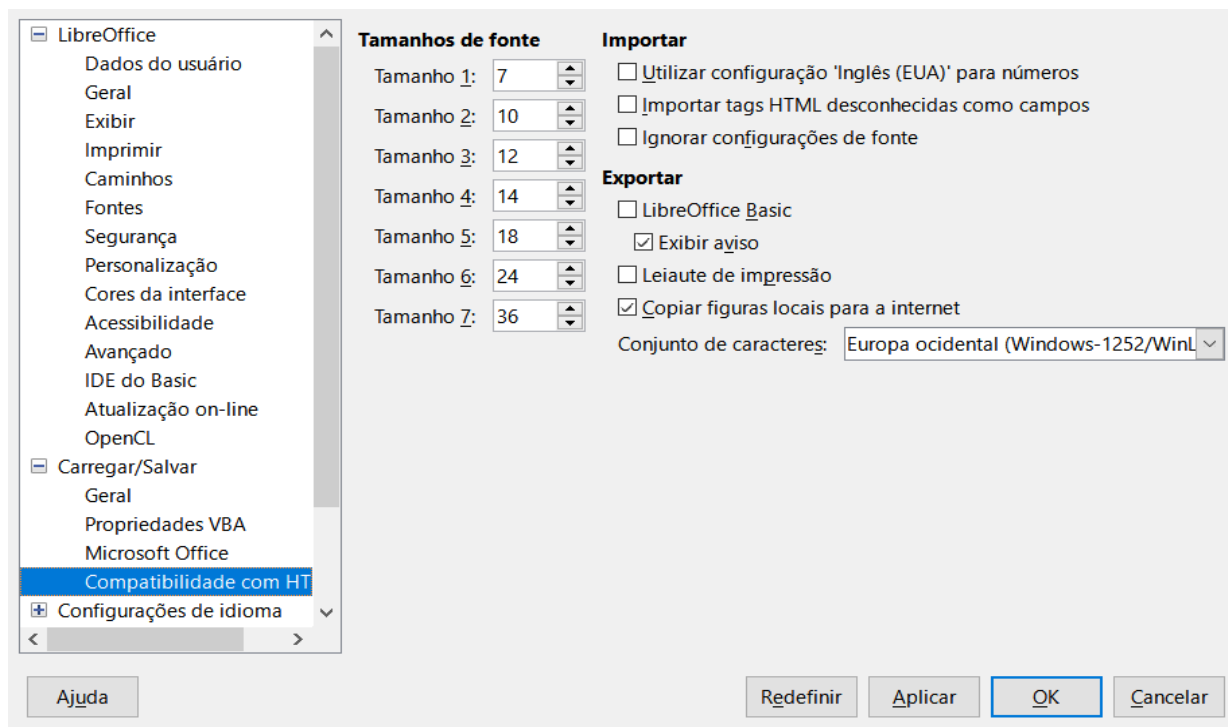 LibreOffice
Dados do usuário
Geral
Exibir
Imprimir
Caminhos
Fontes
Segurança
Personalização
Cores da interface
Acessibilidade
Avançado
IDE do Basic
Atualização on-line
OpenCL
Carregar/Salvar
Geral
Propriedades VBA
Microsoft Office
Compatibilidade com HT
Configurações de idioma
Tamanhos de fonte
Tamanho 1: 7
Tamanho 2: 10
Tamanho 3: 12
Tamanho 4: 14
Tamanho 5: 18
Tamanho 6: 24
Tamanho 7: 36
Importar
Utilizar configuração 'Inglês (EUA)' para números
Importar tags HTML desconhecidas como campos
Ignorar configurações de fonte
Exportar
LibreOffice Basic
Exibir aviso
Leiaute de impressão
Copiar figuras locais para a internet
Conjunto de caracteres: Europa ocidental (Windows-1252/WinL
Ajuda Redefinir Aplicar OK Cancelar